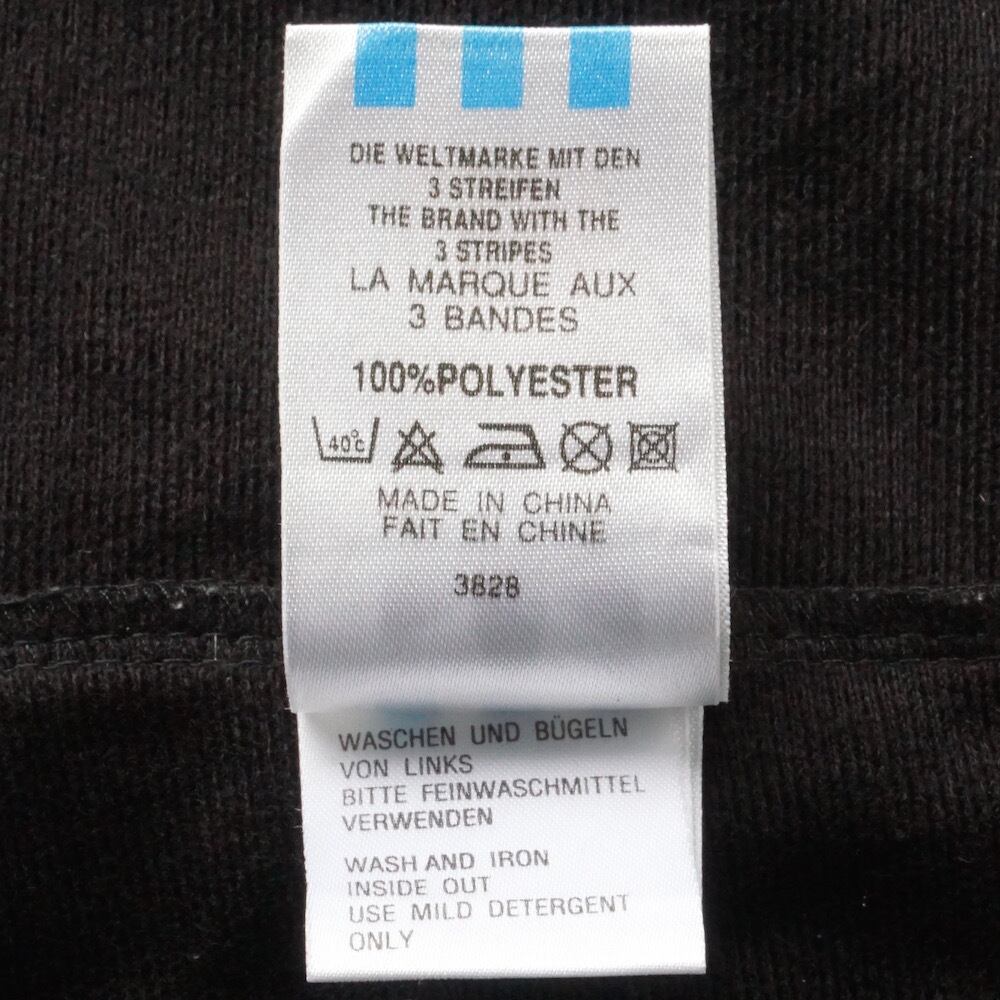 DIE WELTMARKE MIT DEN
3 STREIFEN
THE BRAND WITH THE
3 STRIPES
LA MARQUE AUX
3 BANDES
100%POLYESTER
40°c
MADE IN CHINA
FAIT EN CHINE
3828
WASCHEN UND BÜGELN
VON LINKS
BITTE FEINWASCHMITTEL
VERWENDEN
WASH AND IRON
INSIDE OUT
USE MILD DETERGENT
ONLY